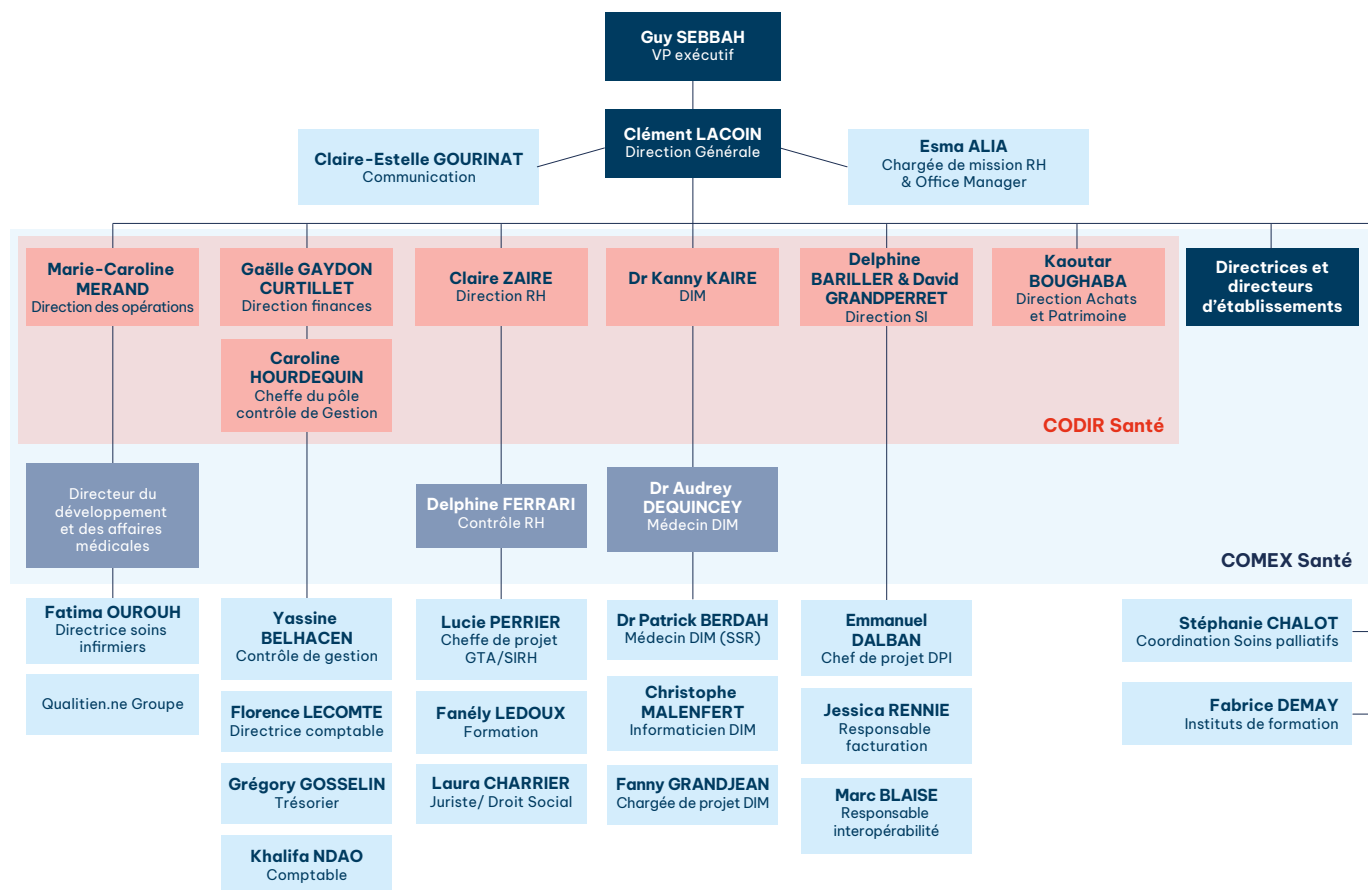 Guy SEBBAH
VP exécutif
Clément LACOIN
Direction Générale
Claire-Estelle GOURINAT
Communication
Esma ALIA
Chargée de mission RH
& Office Manager
Marie-Caroline
MERAND
Direction des opérations
Gaëlle GAYDON
CURTILLET
Direction finances
Claire ZAIRE
Direction RH
Dr Kanny KAIRE
DIM
Delphine
BARILLER & David
GRANDPERRET
Direction SI
Kaoutar
BOUGHABA
Direction Achats
et Patrimoine
Directrices et
directeurs
d'établissements
Caroline
HOURDEQUIN
Cheffe du pôle
contrôle de Gestion
CODIR Santé
Directeur du
développement
et des affaires
médicales
Delphine FERRARI
Contrôle RH
Dr Audrey
DEQUINCEY
Médecin DIM
COMEX Santé
Fatima OUROUH
Directrice soins
infirmiers
Qualitien.ne Groupe
Yassine
BELHACEN
Contrôle de gestion
Florence LECOMTE
Directrice comptable
Grégory GOSSELIN
Trésorier
Khalifa NDAO
Comptable
Lucie PERRIER
Cheffe de projet
GTA/SIRH
Fanély LEDOUX
Formation
Laura CHARRIER
Juriste/ Droit Social
Dr Patrick BERDAH
Médecin DIM (SSR)
Christophe
MALENFERT
Informaticien DIM
Fanny GRANDJEAN
Chargée de projet DIM
Emmanuel
DALBAN
Chef de projet DPI
Jessica RENNIE
Responsable
facturation
Marc BLAISE
Responsable
interopérabilité
Stéphanie CHALOT
Coordination Soins palliatifs
Fabrice DEMAY
Instituts de formation